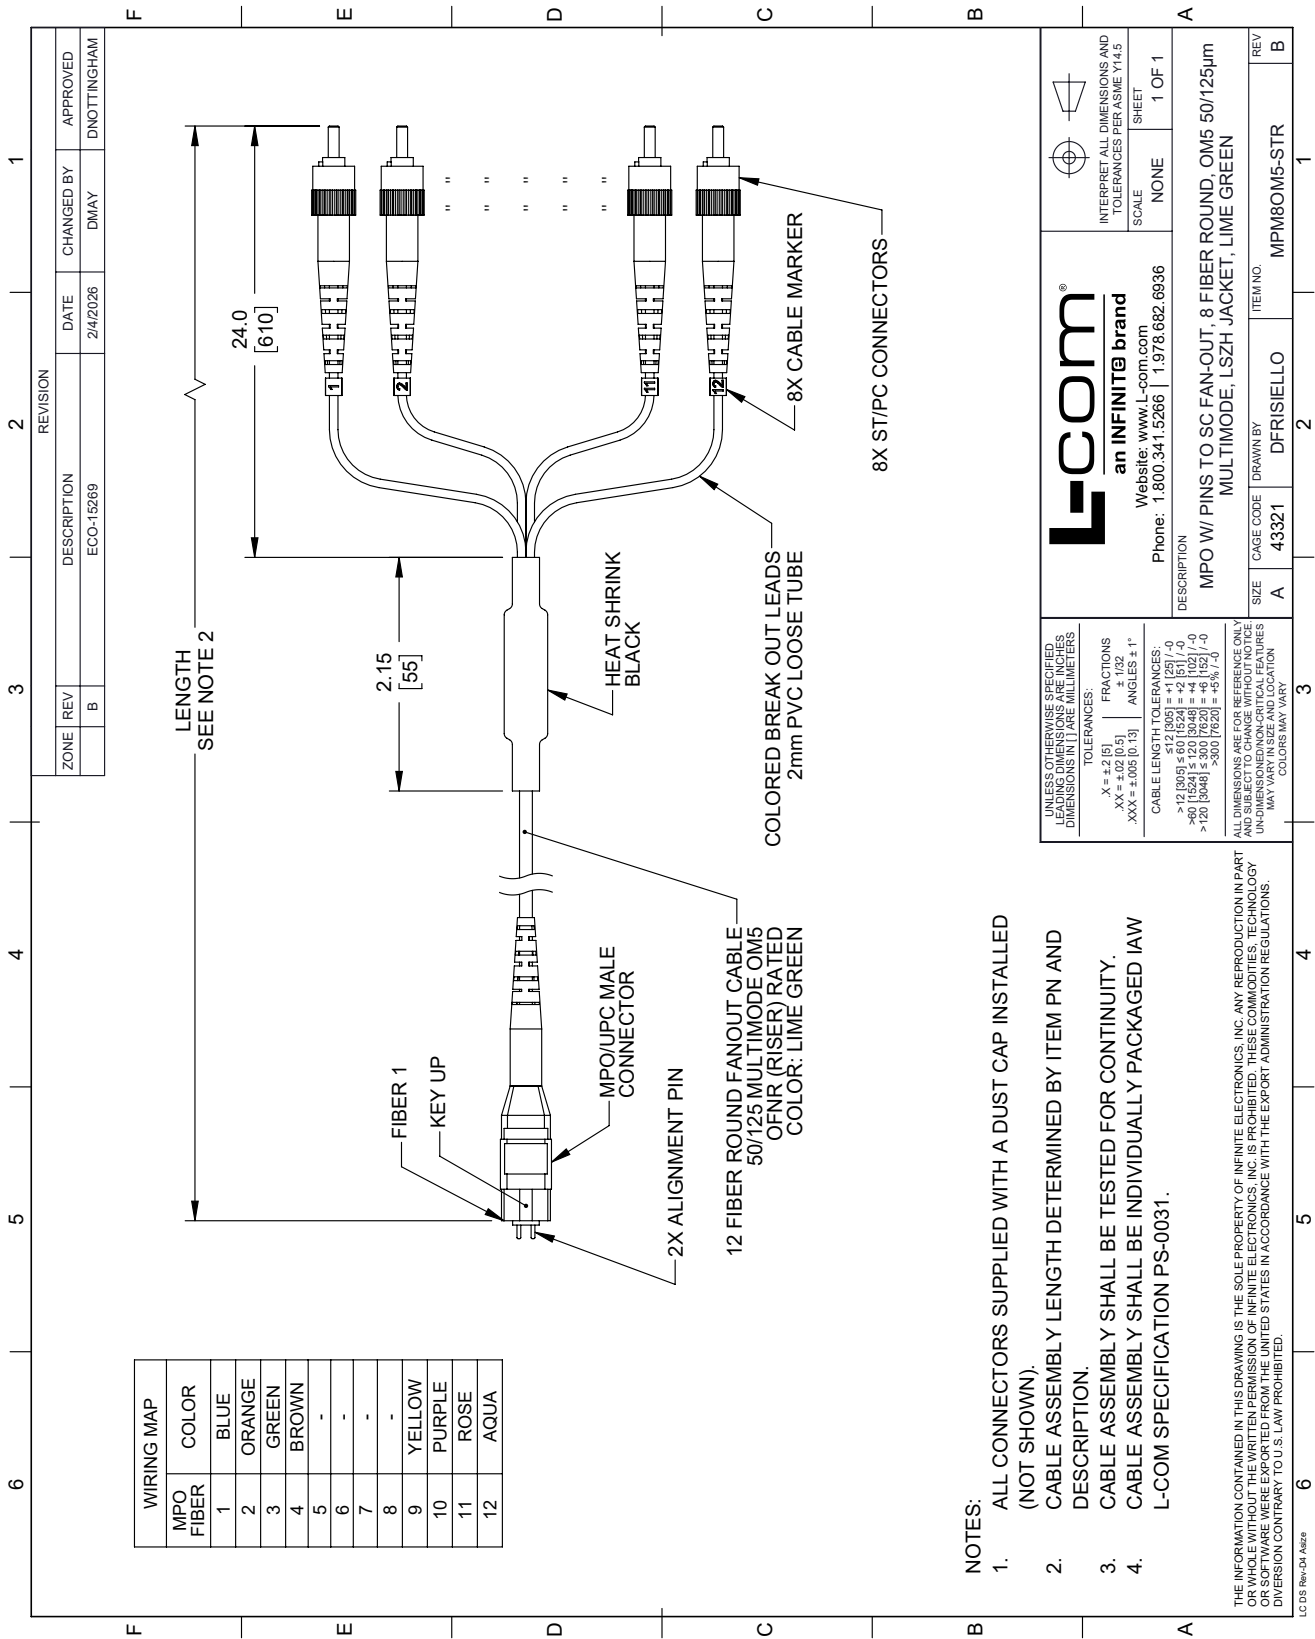 6
5
4
3
2
1
F
E
D
C
B
A
REVISION
ZONE REV DESCRIPTION DATE CHANGED BY APPROVED
B ECO-15269 2/4/2026 DMAY DNOTTINGHAM
WIRING MAP
MPO FIBER COLOR
1 BLUE
2 ORANGE
3 GREEN
4 BROWN
5 -
6 -
7 -
8 -
9 YELLOW
10 PURPLE
11 ROSE
12 AQUA
LENGTH
SEE NOTE 2
24.0
[610]
2.15
[55]
FIBER 1
KEY UP
MPO/UPC MALE
CONNECTOR
2X ALIGNMENT PIN
12 FIBER ROUND FANOUT CABLE
50/125 MULTIMODE OM5
OFNR (RISER) RATED
COLOR: LIME GREEN
HEAT SHRINK
BLACK
COLORED BREAK OUT LEADS
2mm PVC LOOSE TUBE
1
2
" " " " "
" " " " "
11
12
8X CABLE MARKER
8X ST/PC CONNECTORS
NOTES:
1. ALL CONNECTORS SUPPLIED WITH A DUST CAP INSTALLED
(NOT SHOWN).
2. CABLE ASSEMBLY LENGTH DETERMINED BY ITEM PN AND
DESCRIPTION.
3. CABLE ASSEMBLY SHALL BE TESTED FOR CONTINUITY.
4. CABLE ASSEMBLY SHALL BE INDIVIDUALLY PACKAGED IAW
L-COM SPECIFICATION PS-0031.
THE INFORMATION CONTAINED IN THIS DRAWING IS THE SOLE PROPERTY OF INFINITE ELECTRONICS, INC. ANY REPRODUCTION IN PART
OR WHOLE WITHOUT THE WRITTEN PERMISSION OF INFINITE ELECTRONICS, INC. IS PROHIBITED. THESE COMMODITIES, TECHNOLOGY
OR SOFTWARE WERE EXPORTED FROM THE UNITED STATES IN ACCORDANCE WITH THE EXPORT ADMINISTRATION REGULATIONS.
DIVERSION CONTRARY TO U.S. LAW PROHIBITED.
UNLESS OTHERWISE SPECIFIED
LEADING DIMENSIONS ARE INCHES
DIMENSIONS IN [ ] ARE MILLIMETERS
TOLERANCES:
.X = ±.2 [5] FRACTIONS
.XX = ±.02 [0.5] ± 1/32
.XXX = ±.005 [0.13] ANGLES ± 1°
CABLE LENGTH TOLERANCES:
≤12 [305] = +1 [25] / -0
>12 [305] ≤ 60 [1524] = +2 [51] / -0
>60 [1524] ≤ 120 [3048] = +4 [102] / -0
>120 [3048] ≤ 300 [7620] = +6 [152] / -0
>300 [7620] = +5% / -0
ALL DIMENSIONS ARE FOR REFERENCE ONLY
AND SUBJECT TO CHANGE WITHOUT NOTICE.
UN-DIMENSIONED/NON-CRITICAL FEATURES
MAY VARY IN SIZE AND LOCATION
COLORS MAY VARY
L-com®
an INFINITE brand
Website: www.L-com.com
Phone: 1.800.341.5266 | 1.978.682.6936
INTERPRET ALL DIMENSIONS AND
TOLERANCES PER ASME Y14.5
SCALE NONE
SHEET 1 OF 1
DESCRIPTION
MPO W/ PINS TO SC FAN-OUT, 8 FIBER ROUND, OM5 50/125µm
MULTIMODE, LSZH JACKET, LIME GREEN
SIZE CAGE CODE DRAWN BY ITEM NO. REV
A 43321 DFRISIELLO MPM8OM5-STR B
F
E
D
C
B
A
6
5
4
3
2
1
LC DS Rev-D4 Asize